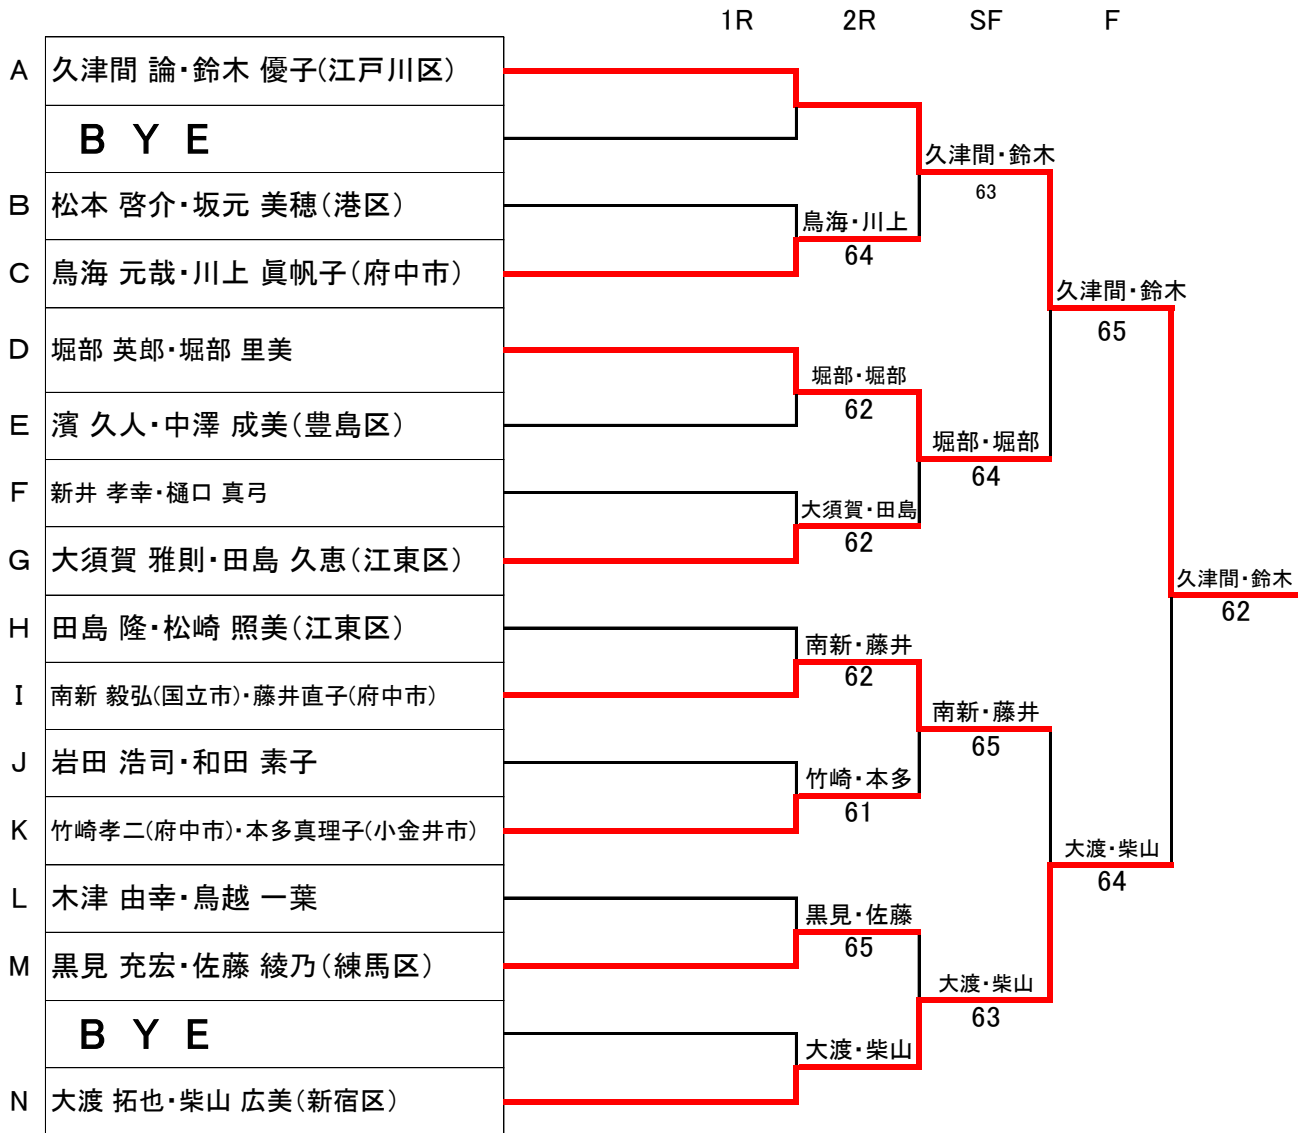 1R 2R SF F
A 久津間 論・鈴木 優子(江戸川区)
BYE
B 松本 啓介・坂元 美穂(港区)
C 鳥海 元哉・川上 眞帆子(府中市)
D 堀部 英郎・堀部 里美
E 濱 久人・中澤 成美(豊島区)
F 新井 孝幸・樋口 真弓
G 大須賀 雅則・田島 久恵(江東区)
H 田島 隆・松崎 照美(江東区)
I 南新 毅弘(国立市)・藤井直子(府中市)
J 岩田 浩司・和田 素子
K 竹崎孝二(府中市)・本多真理子(小金井市)
L 木津 由幸・鳥越 一葉
M 黒見 充宏・佐藤 綾乃(練馬区)
BYE
N 大渡 拓也・柴山 広美(新宿区)
鳥海・川上
64
堀部・堀部
62
大須賀・田島
62
南新・藤井
62
竹崎・本多
61
黒見・佐藤
65
大渡・柴山
久津間・鈴木
63
堀部・堀部
64
南新・藤井
65
大渡・柴山
63
久津間・鈴木
65
大渡・柴山
64
久津間・鈴木
62